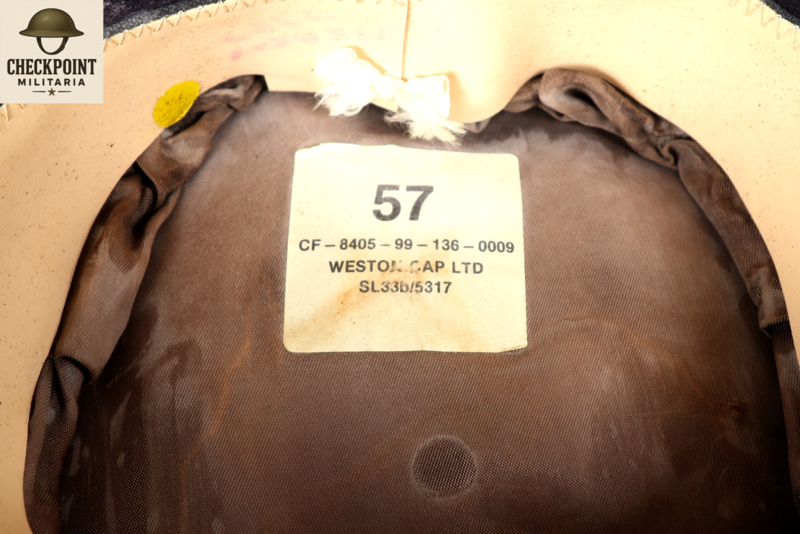 CHECKPOINT
MILITARIA
57
CF – 8405 – 99 – 136 – 0009
WESTON CAP LTD
SL33b/5317